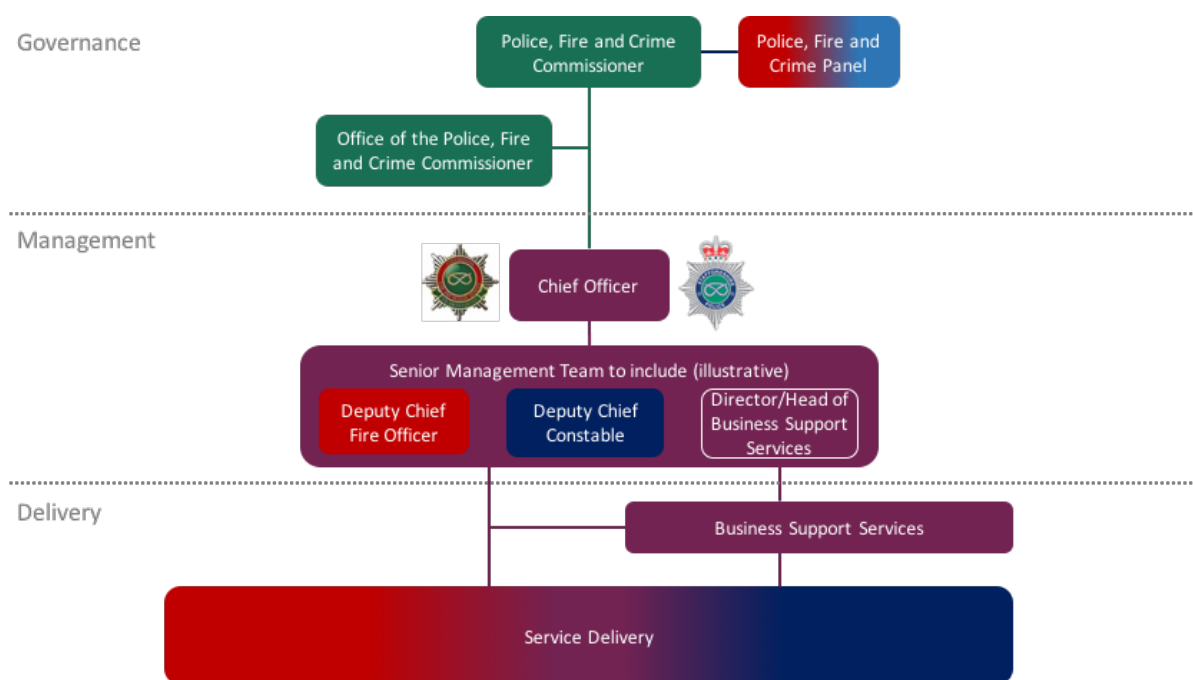 Governance
Police, Fire and Crime
Commissioner
Police, Fire and
Crime Panel
Office of the Police, Fire
and Crime Commissioner
Management
Chief Officer
Senior Management Team to include (illustrative)
Deputy Chief
Fire Officer
Deputy Chief
Constable
Director/Head of
Business Support
Services
Delivery
Business Support Services
Service Delivery